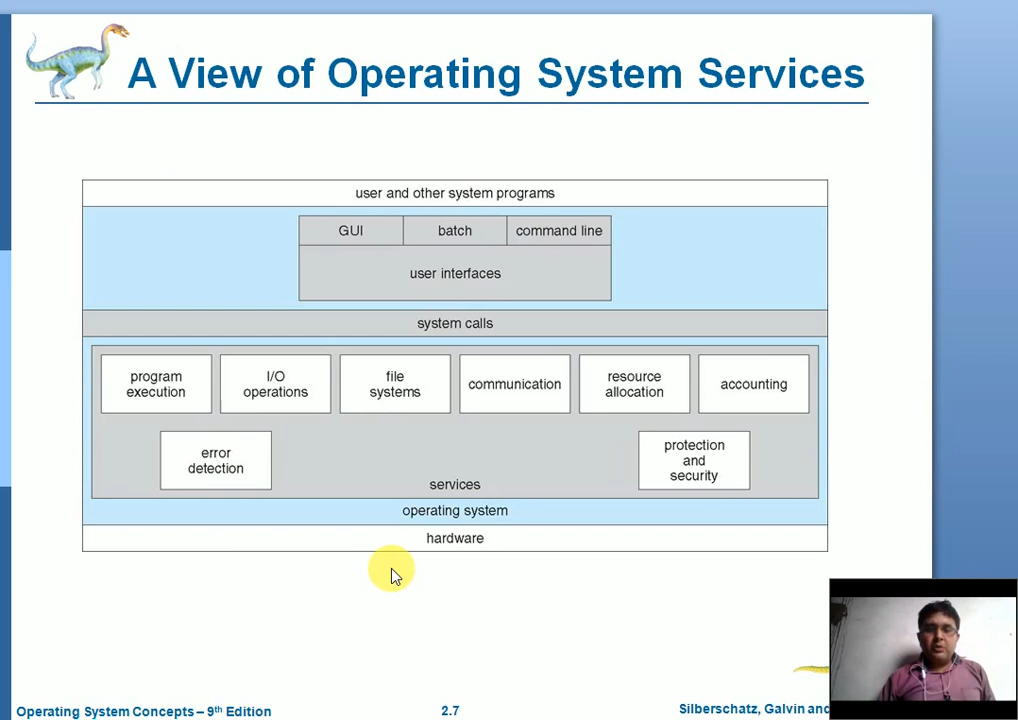 A View of Operating System Services
user and other system programs
GUI batch command line
user interfaces
system calls
program
execution
I/O
operations
file
systems
communication
resource
allocation
accounting
error
detection
protection
and
security
services
operating system
hardware
Operating System Concepts – 9th Edition
2.7
Silberschatz, Galvin and